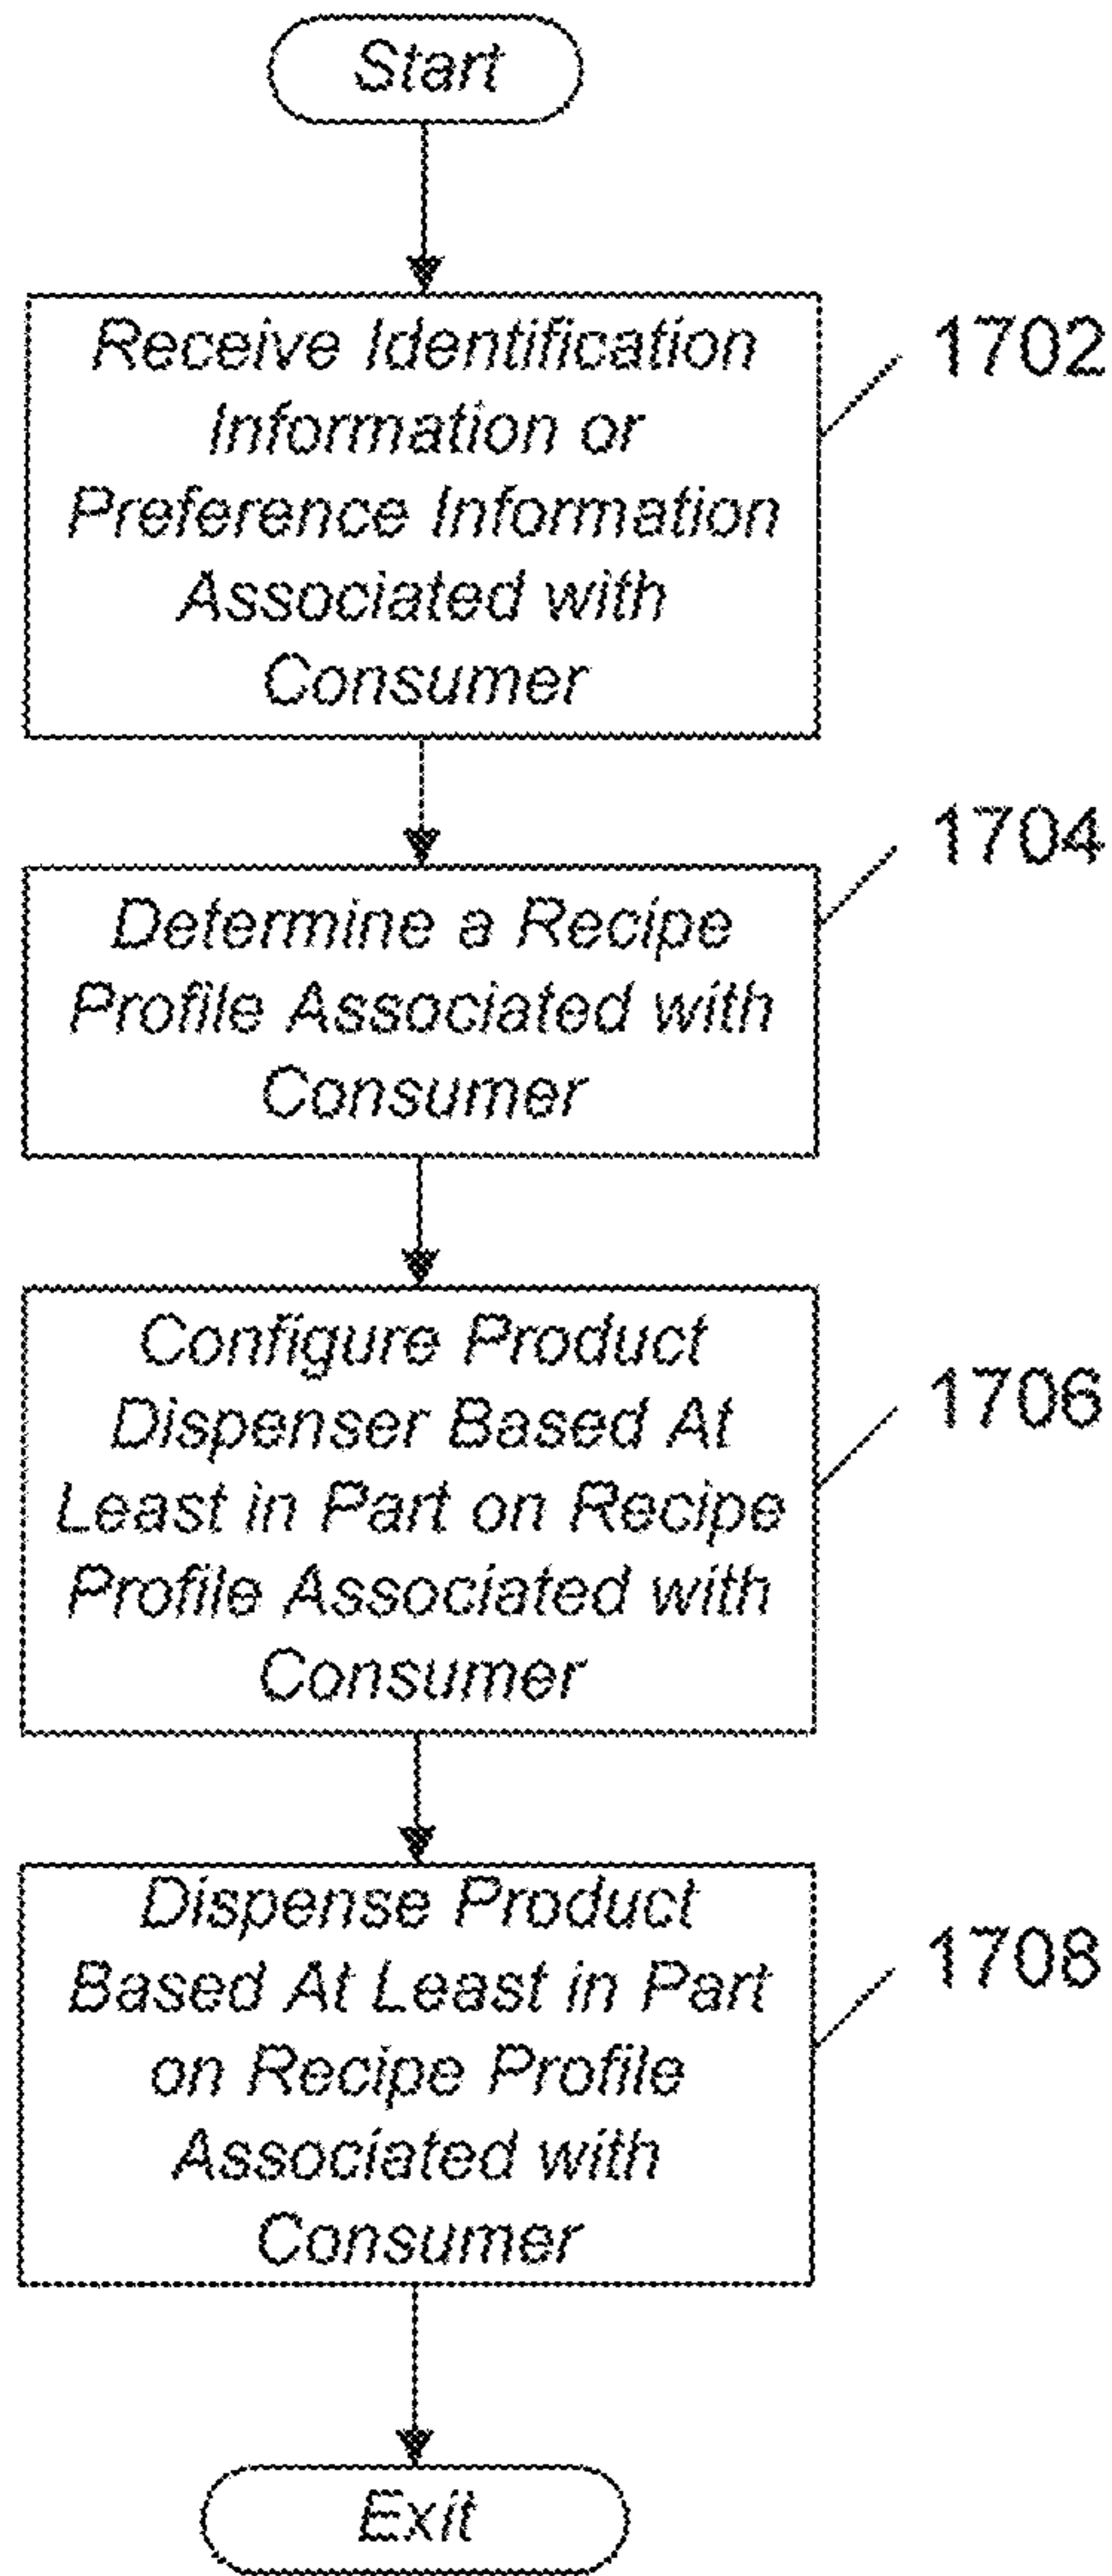 Start
Receive Identification
Information or
Preference Information
Associated with
Consumer
1702
Determine a Recipe
Profile Associated with
Consumer
1704
Configure Product
Dispenser Based At
Least in Part on Recipe
Profile Associated with
Consumer
1706
Dispense Product
Based At Least in Part
on Recipe Profile
Associated with
Consumer
1708
Exit